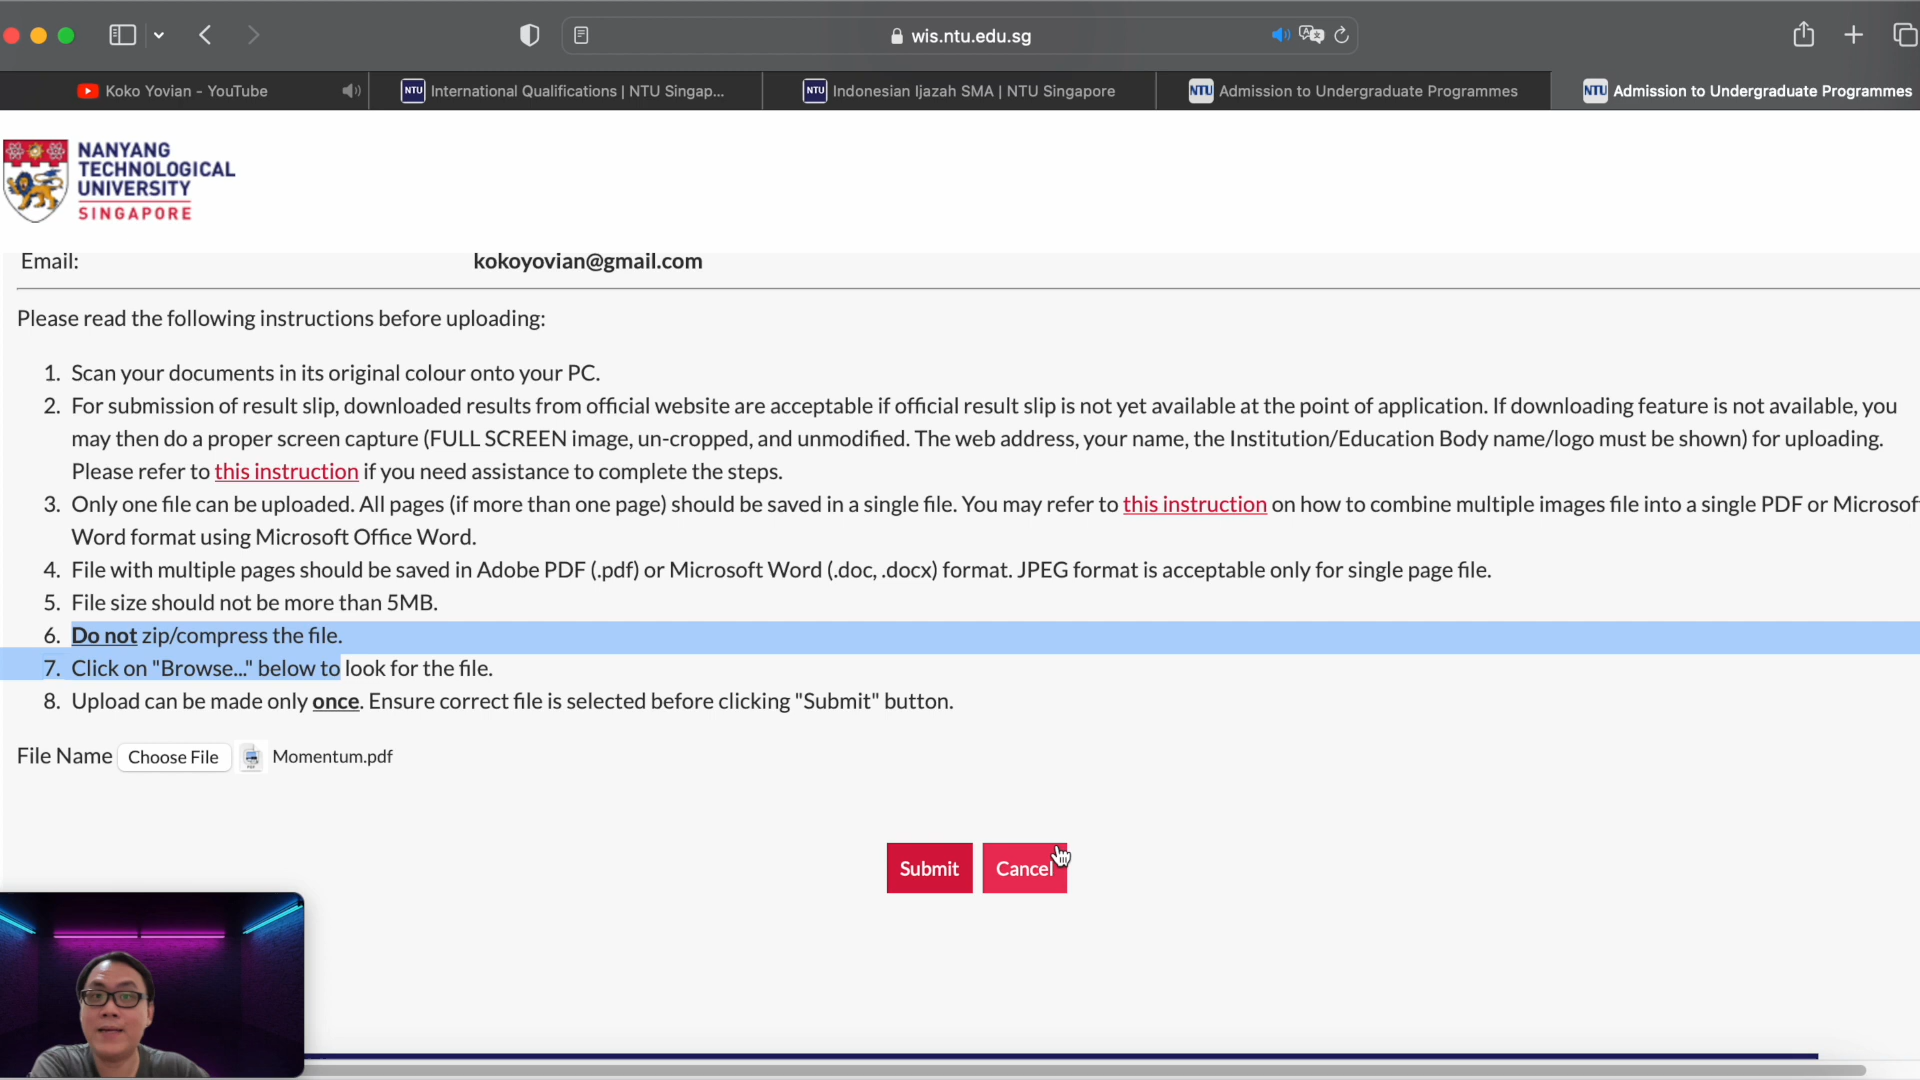 wis.ntu.edu.sg
Koko Yovian - YouTube
NTU International Qualifications | NTU Singap...
NTU Indonesian Ijazah SMA | NTU Singapore
NTU Admission to Undergraduate Programmes
NTU Admission to Undergraduate Programmes
NANYANG
TECHNOLOGICAL
UNIVERSITY
SINGAPORE
Email: kokoyovian@gmail.com
Please read the following instructions before uploading:
1. Scan your documents in its original colour onto your PC.
2. For submission of result slip, downloaded results from official website are acceptable if official result slip is not yet available at the point of application. If downloading feature is not available, you
may then do a proper screen capture (FULL SCREEN image, un-cropped, and unmodified. The web address, your name, the Institution/Education Body name/logo must be shown) for uploading.
Please refer to this instruction if you need assistance to complete the steps.
3. Only one file can be uploaded. All pages (if more than one page) should be saved in a single file. You may refer to this instruction on how to combine multiple images file into a single PDF or Microsof
Word format using Microsoft Office Word.
4. File with multiple pages should be saved in Adobe PDF (.pdf) or Microsoft Word (.doc, .docx) format. JPEG format is acceptable only for single page file.
5. File size should not be more than 5MB.
6. Do not zip/compress the file.
7. Click on "Browse..." below to look for the file.
8. Upload can be made only once. Ensure correct file is selected before clicking "Submit" button.
File Name Choose File Momentum.pdf
Submit Cancel